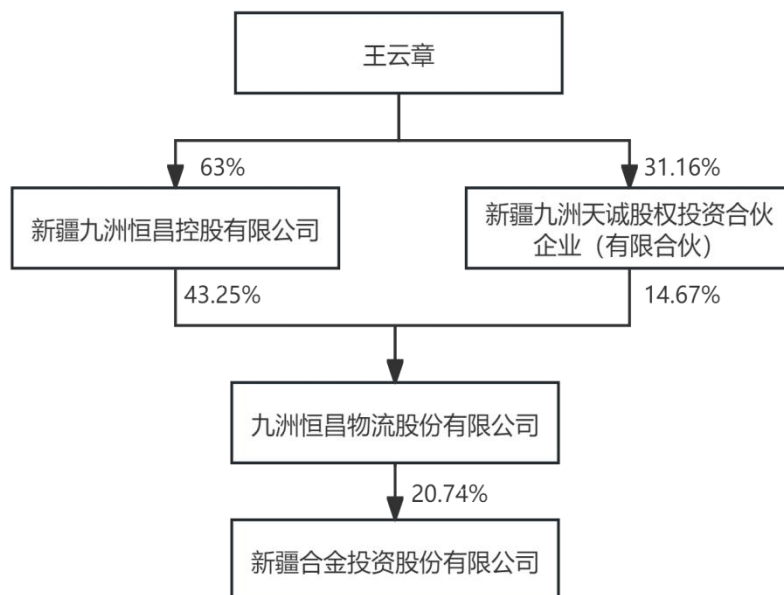 王云章
63%
31.16%
新疆九洲恒昌控股有限公司
新疆九洲天诚股权投资合伙
企业（有限合伙）
43.25%
14.67%
九洲恒昌物流股份有限公司
20.74%
新疆合金投资股份有限公司